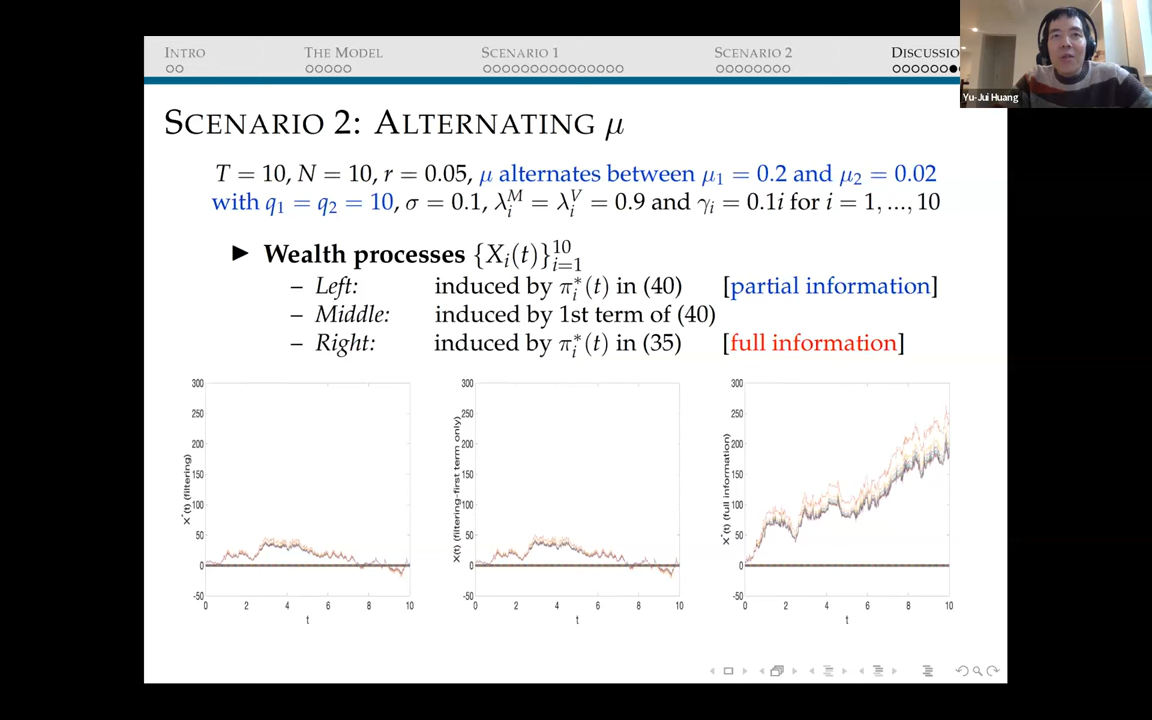 INTRO
THE MODEL
SCENARIO 1
SCENARIO 2
DISCUSSIO
SCENARIO 2: ALTERNATING μ
T = 10, N = 10, r = 0.05, μ alternates between μ₁ = 0.2 and μ₂ = 0.02
with q₁ = q₂ = 10, σ = 0.1, λᵢᴹ = λᵢⱽ = 0.9 and γᵢ = 0.1i for i = 1, ..., 10
► Wealth processes {Xᵢ(t)}¹⁰ᵢ₌₁
– Left: induced by πᵢ*(t) in (40) [partial information]
– Middle: induced by 1st term of (40)
– Right: induced by πᵢ*(t) in (35) [full information]
X*(t) (filtering)
300
250
200
150
100
50
0
-50
0 2 4 6 8 10
t
X(t) (filtering-first term only)
300
250
200
150
100
50
0
-50
0 2 4 6 8 10
t
X*(t) (full information)
300
250
200
150
100
50
0
-50
0 2 4 6 8 10
t
Yu-Jui Huang